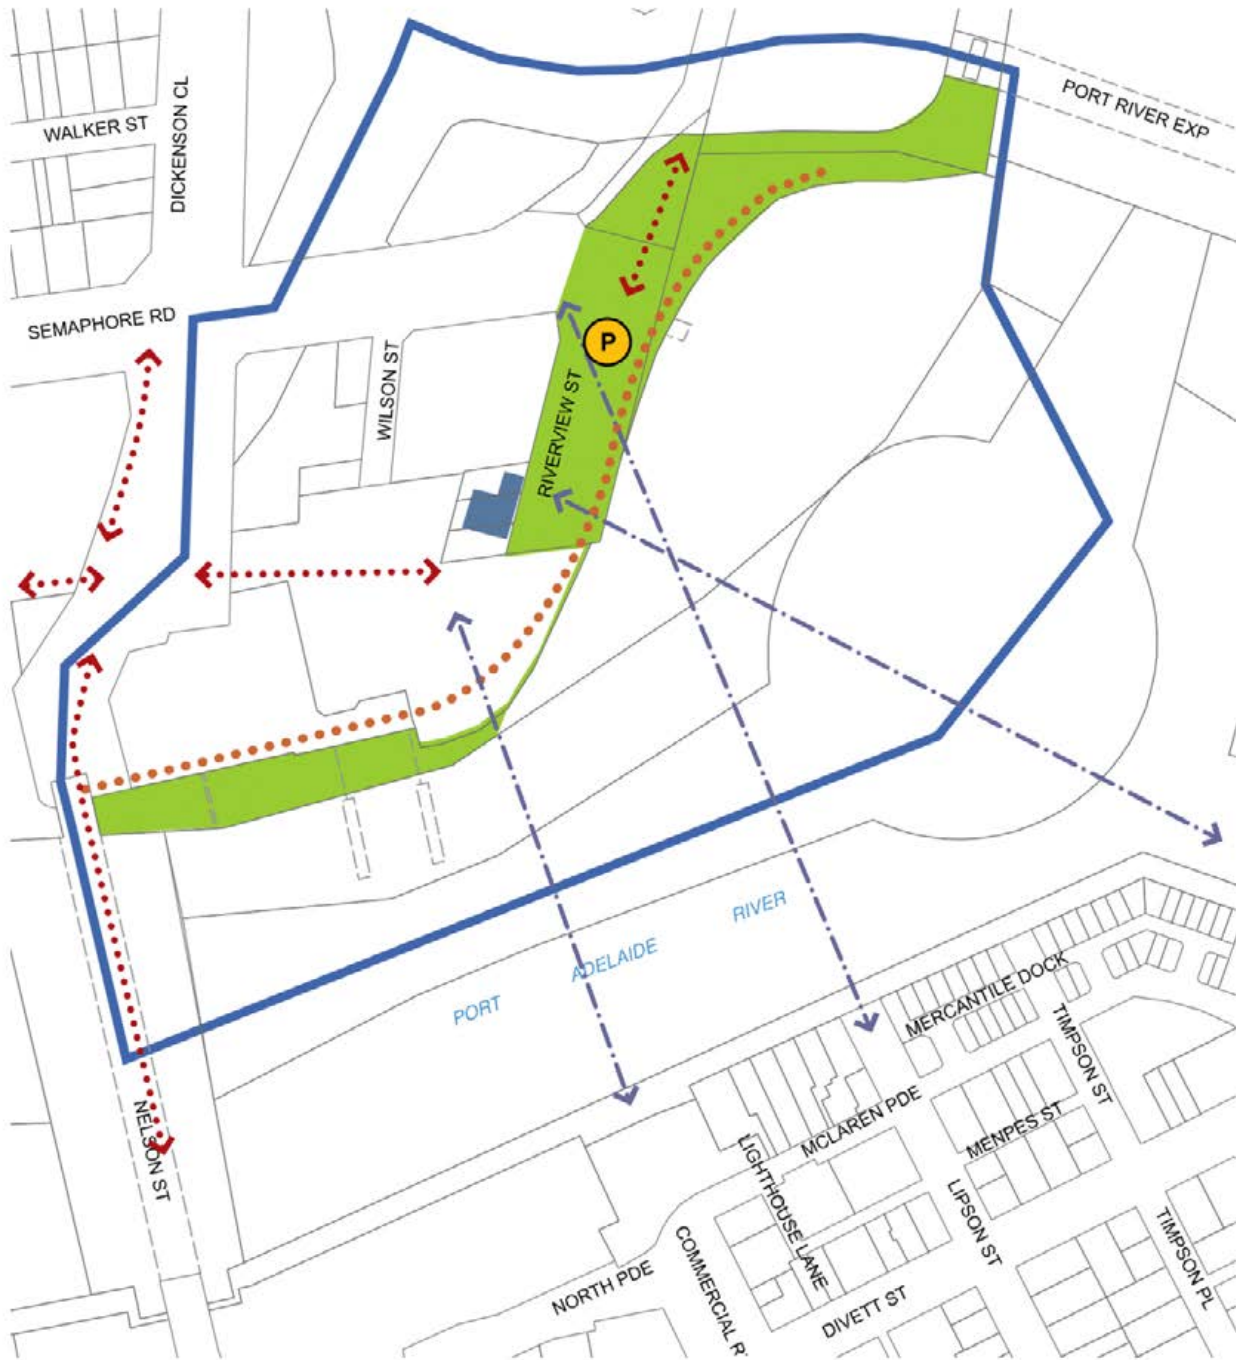 PORT RIVER EXP
WALKER ST
DICKENSON CL
SEMAPHORE RD
WILSON ST
P
RIVERVIEW ST
PORT ADELAIDE RIVER
MERCANTILE DOCK
TIMPSON ST
NELSON ST
MCLAREN PDE
MENPES ST
LIGHTHOUSE LANE
LIPSON ST
TIMPSON PL
COMMERCIAL R
NORTH PDE
DIVETT ST